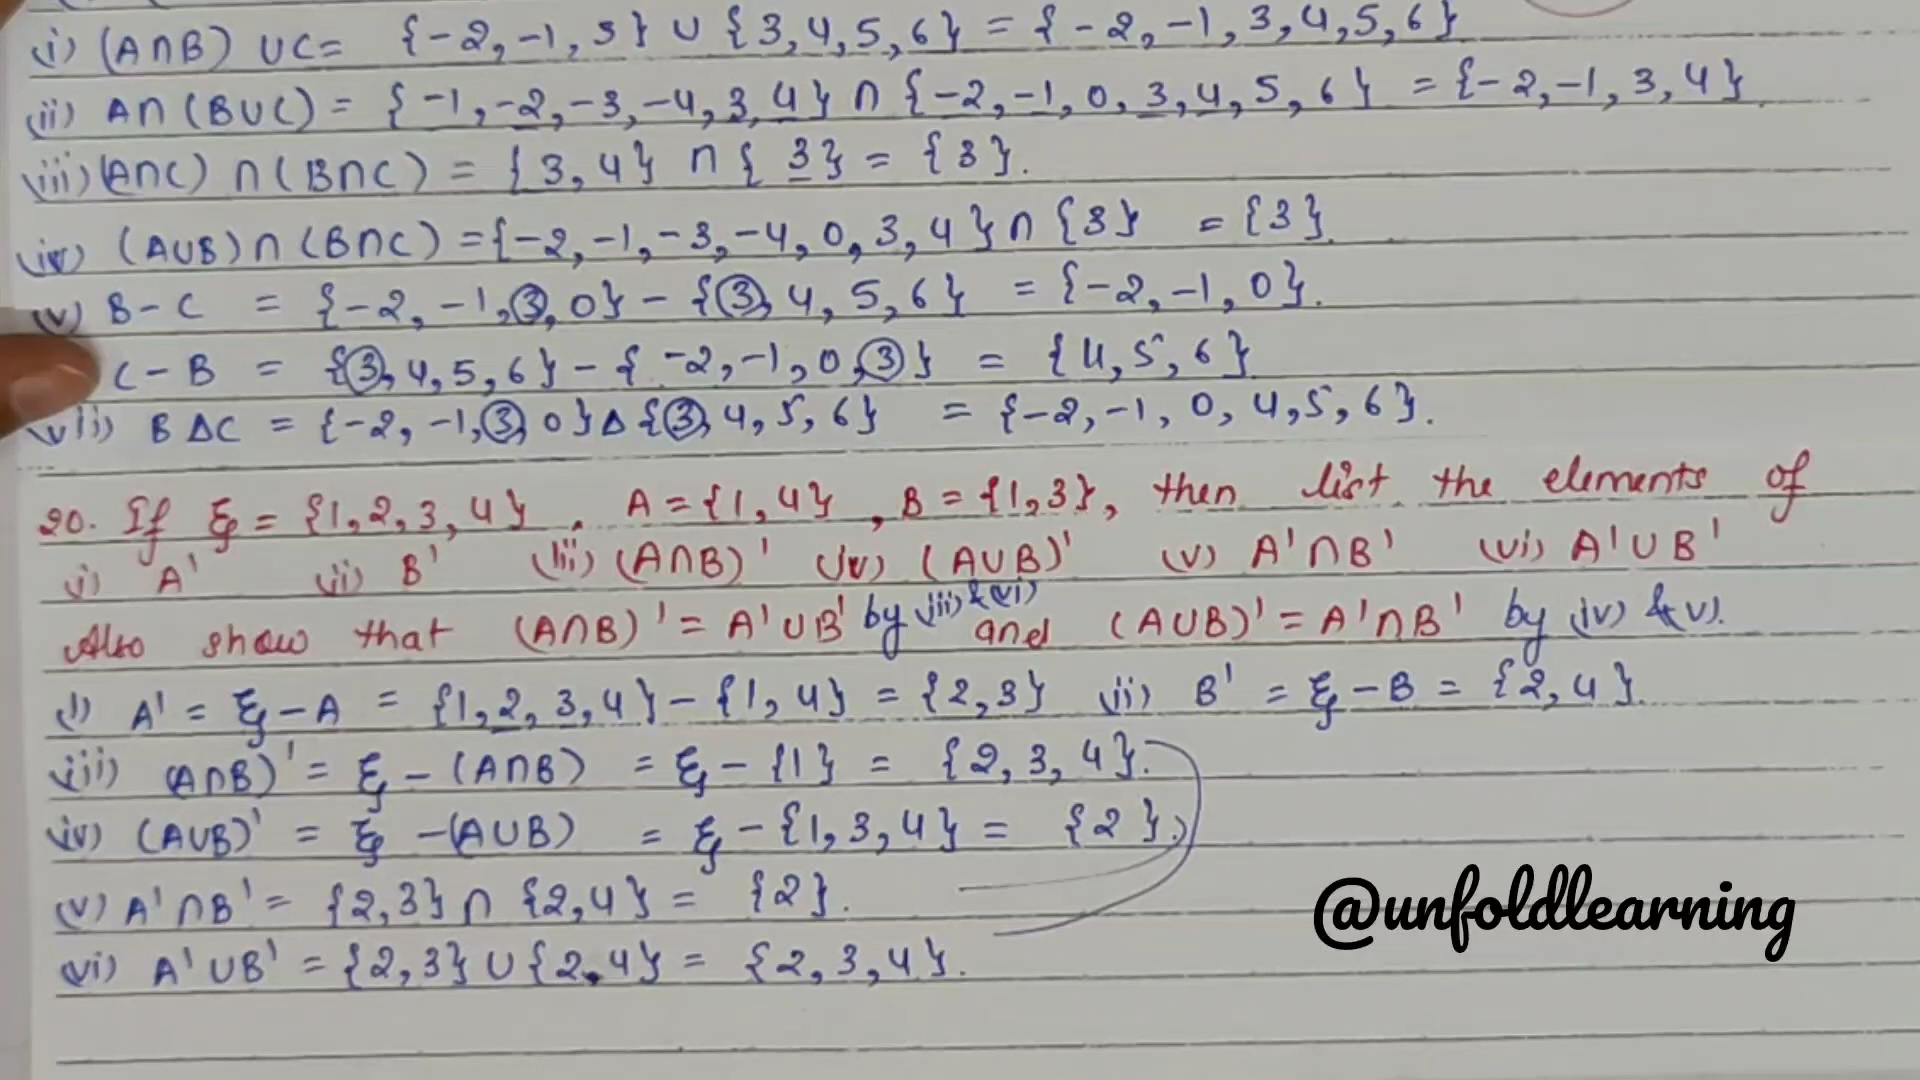 (i) (A∩B) ∪C= {-2,-1,3} ∪ {3,4,5,6} = {-2,-1,3,4,5,6}
(ii) A∩(B∪C) = {-1,-2,-3,-4,3,4} ∩ {-2,-1,0,3,4,5,6} = {-2,-1,3,4}.
(iii) (A∩C) ∩(B∩C) = {3,4} ∩ {3} = {3}.
(iv) (A∪B)∩(B∩C) ={-2,-1,-3,-4,0,3,4}∩{3} = {3}.
(v) B-C = {-2,-1,3,0} - {3,4,5,6} = {-2,-1,0}.
C-B = {3,4,5,6} - {-2,-1,0,3} = {4,5,6}
vii) B∆C = {-2,-1,3,0}∆{3,4,5,6} = {-2,-1,0,4,5,6}.
20. If ξ = {1,2,3,4}, A={1,4}, B={1,3}, then list the elements of
(i) A' (ii) B' (iii) (A∩B)' (iv) (A∪B)' (v) A'∩B' (vi) A'∪B'
Also show that (A∩B)' = A'∪B' by (iii) & (vi) and (A∪B)' = A'∩B' by (iv) & (v).
(i) A' = ξ-A = {1,2,3,4}-{1,4} = {2,3} (ii) B' = ξ-B = {2,4}.
(iii) (A∩B)' = ξ-(A∩B) = ξ-{1} = {2,3,4}.
(iv) (A∪B)' = ξ-(A∪B) = ξ-{1,3,4} = {2}.
(v) A'∩B' = {2,3}∩{2,4} = {2}.
(vi) A'∪B' = {2,3}∪{2,4} = {2,3,4}.
@unfoldlearning